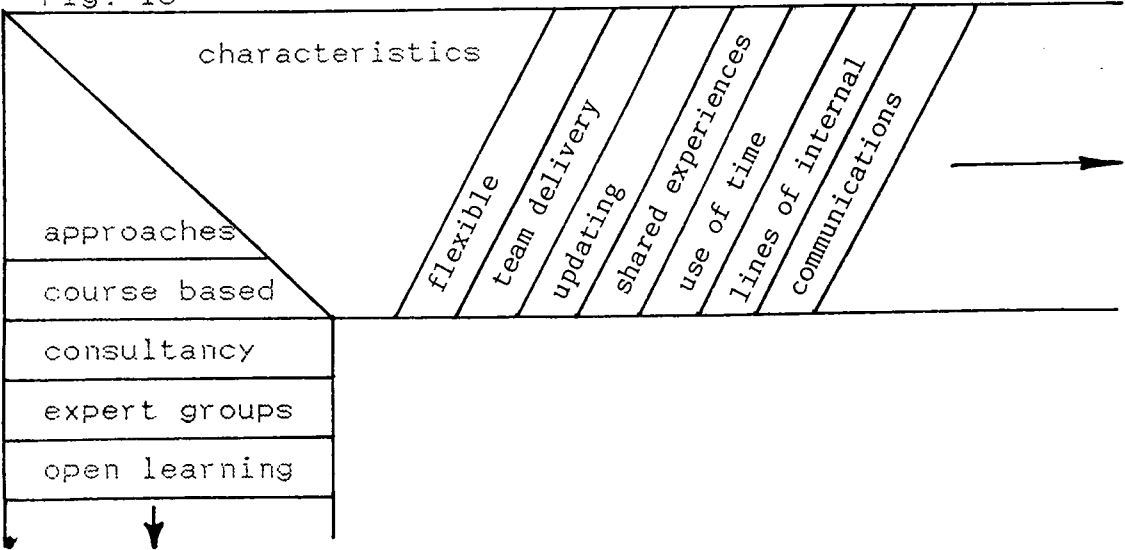 characteristics
flexible
team delivery
updating
shared experiences
use of time
lines of internal
communications
approaches
course based
consultancy
expert groups
open learning